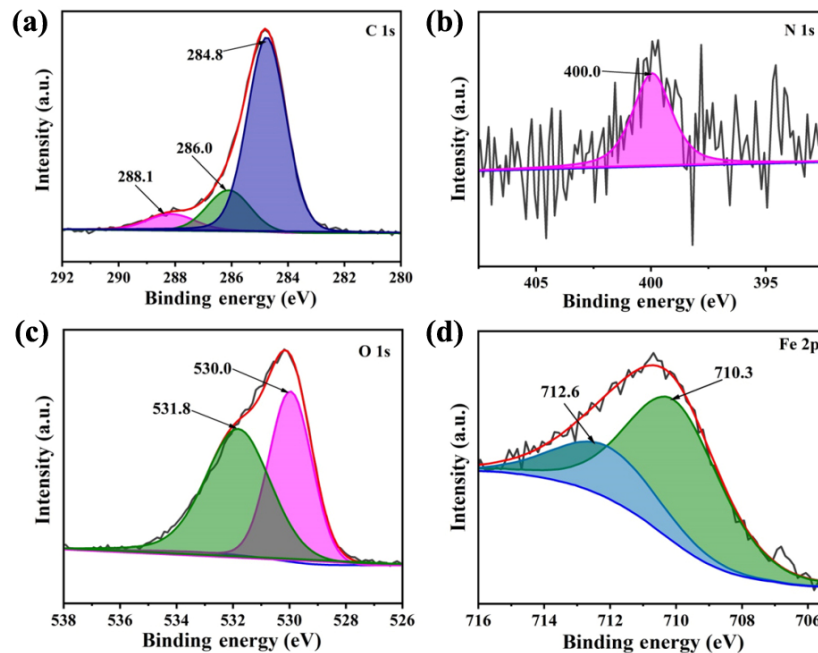 (a)
C 1s
284.8
286.0
288.1
Intensity (a.u.)
292 290 288 286 284 282 280
Binding energy (eV)
(b)
N 1s
400.0
Intensity (a.u.)
405 400 395
Binding energy (eV)
(c)
O 1s
530.0
531.8
Intensity (a.u.)
538 536 534 532 530 528 526
Binding energy (eV)
(d)
Fe 2p
710.3
712.6
Intensity (a.u.)
716 714 712 710 708 706
Binding energy (eV)